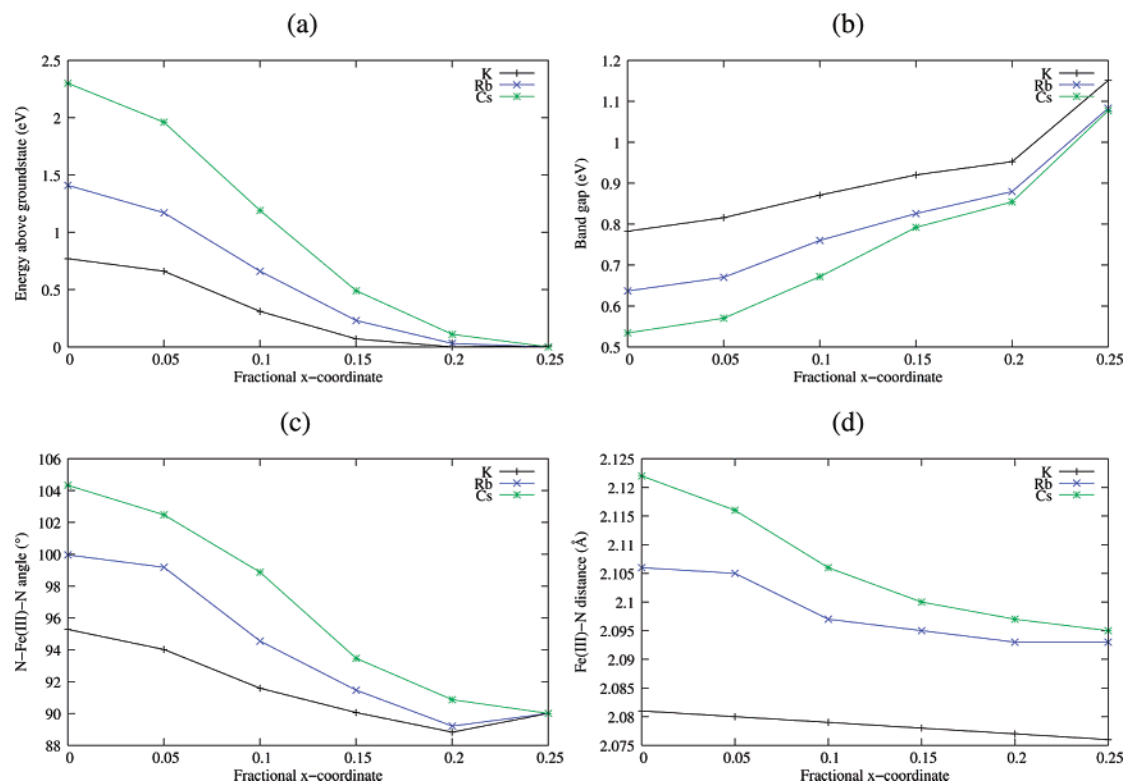 (a)
Energy above groundstate (eV)
2.5
2
1.5
1
0.5
0
0 0.05 0.1 0.15 0.2 0.25
Fractional x−coordinate
K
Rb
Cs
(b)
Band gap (eV)
1.2
1.1
1
0.9
0.8
0.7
0.6
0.5
0 0.05 0.1 0.15 0.2 0.25
Fractional x−coordinate
K
Rb
Cs
(c)
N−Fe(III)−N angle (°)
106
104
102
100
98
96
94
92
90
88
0 0.05 0.1 0.15 0.2 0.25
Fractional x−coordinate
K
Rb
Cs
(d)
Fe(III)−N distance (Å)
2.125
2.12
2.115
2.11
2.105
2.1
2.095
2.09
2.085
2.08
2.075
0 0.05 0.1 0.15 0.2 0.25
Fractional x−coordinate
K
Rb
Cs